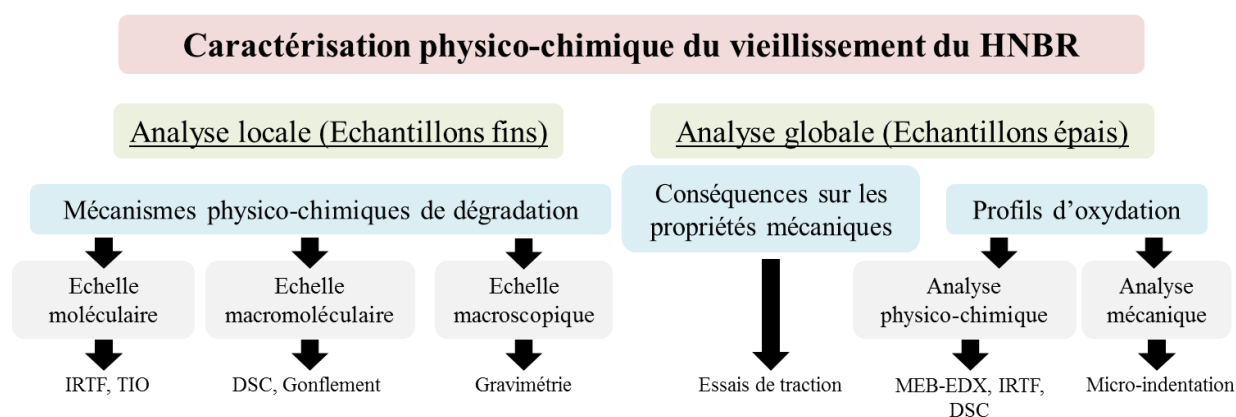 Caractérisation physico-chimique du vieillissement du HNBR
Analyse locale (Echantillons fins)
Analyse globale (Echantillons épais)
Mécanismes physico-chimiques de dégradation
Conséquences sur les
propriétés mécaniques
Profils d'oxydation
Echelle
moléculaire
Echelle
macromoléculaire
Echelle
macroscopique
Analyse
physico-chimique
Analyse
mécanique
IRTF, TIO
DSC, Gonflement
Gravimétrie
Essais de traction
MEB-EDX, IRTF,
DSC
Micro-indentation